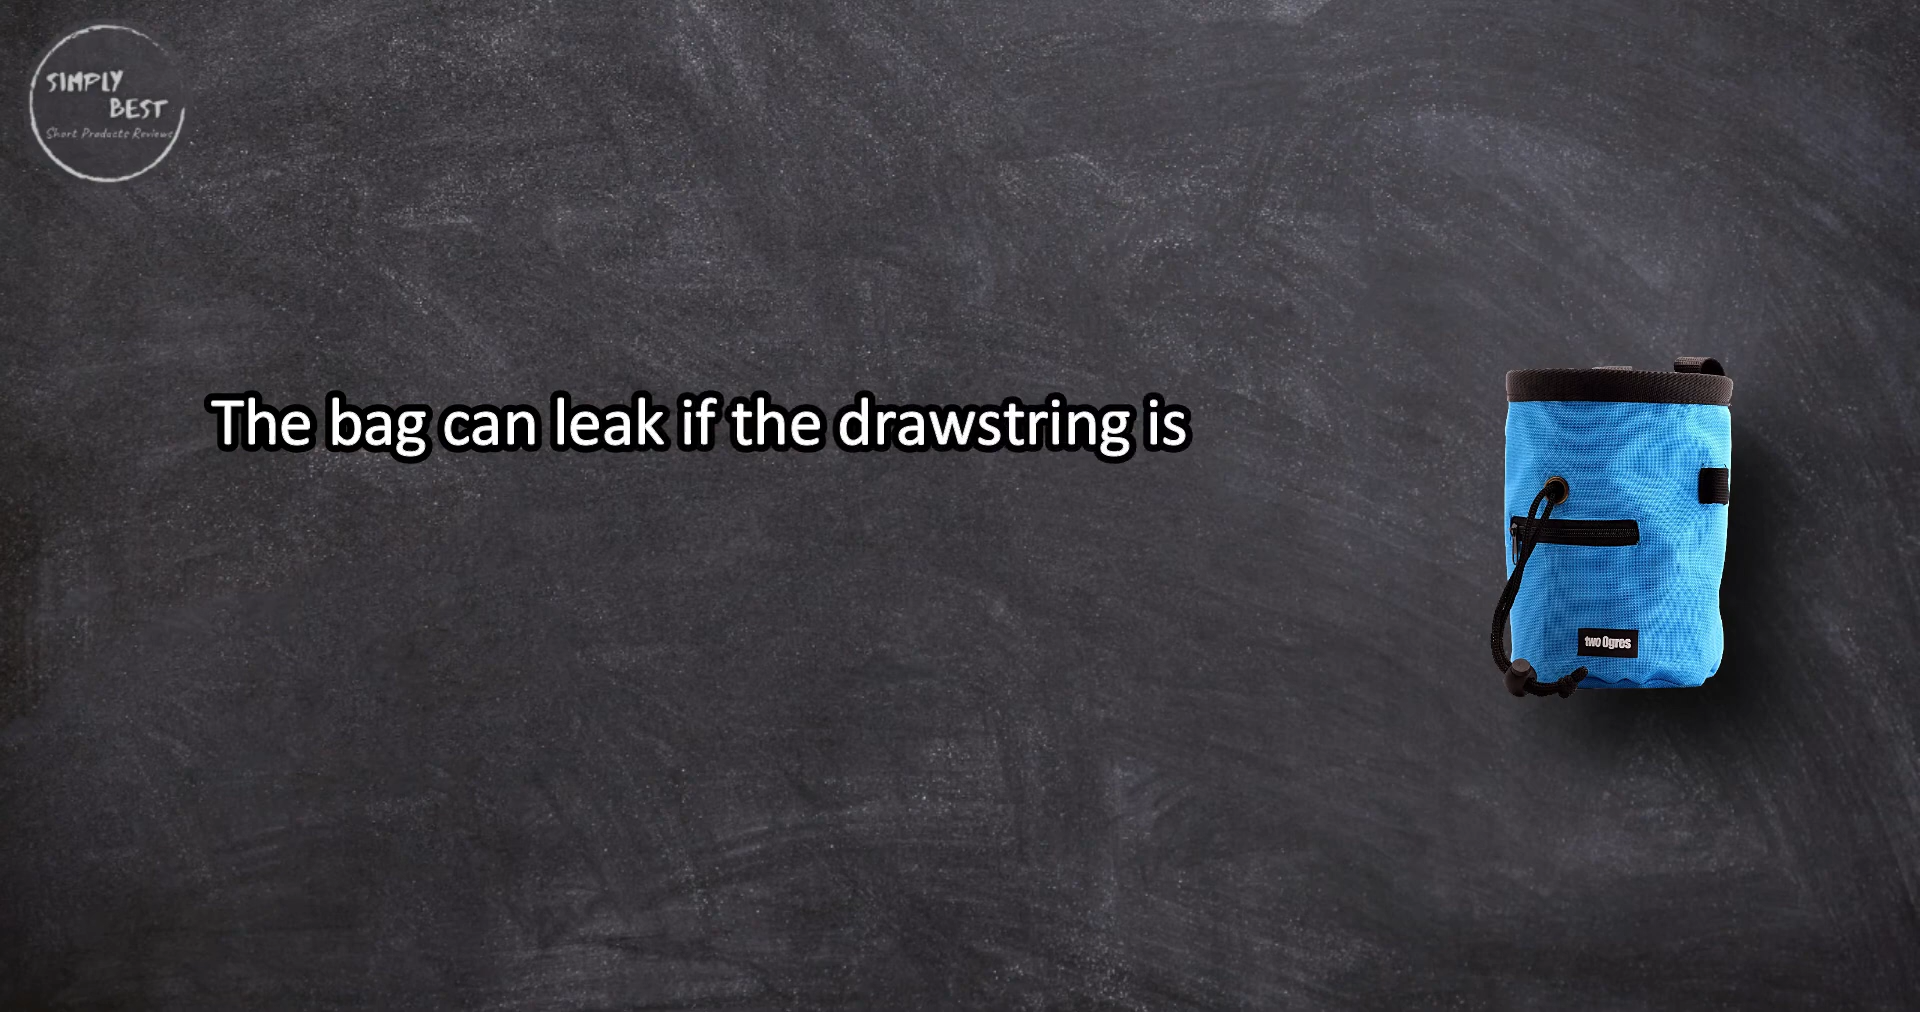 SIMPLY
BEST
Short Products Reviews
The bag can leak if the drawstring is
two Ogres